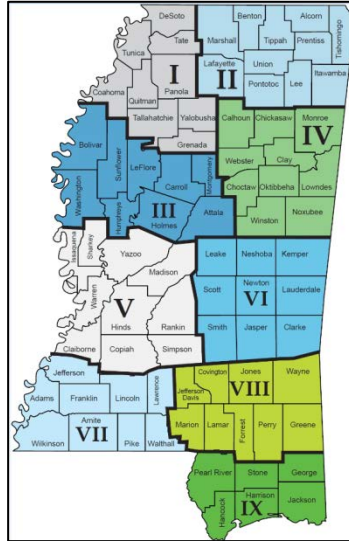 DeSoto
Tate
Tunica
I
Coahoma
Quitman
Panola
Tallahatchie
Yalobusha
Grenada
Benton
Alcorn
Tishomingo
Marshall
Tippah
Prentiss
Lafayette
II
Union
Itawamba
Pontotoc
Lee
Calhoun
Chickasaw
Monroe
IV
Webster
Clay
Choctaw
Oktibbeha
Lowndes
Winston
Noxubee
Bolivar
Sunflower
LeFlore
Washington
Humphreys
Carroll
Montgomery
III
Holmes
Attala
Issaquena
Sharkey
Yazoo
Madison
Warren
V
Hinds
Rankin
Claiborne
Copiah
Simpson
Leake
Neshoba
Kemper
Scott
Newton
Lauderdale
VI
Smith
Jasper
Clarke
Jefferson
Adams
Franklin
Lincoln
Lawrence
Amite
Wilkinson
VII
Pike
Walthall
Covington
Jones
Wayne
Jefferson
Davis
VIII
Marion
Lamar
Forrest
Perry
Greene
Pearl River
Stone
George
Hancock
Harrison
Jackson
IX